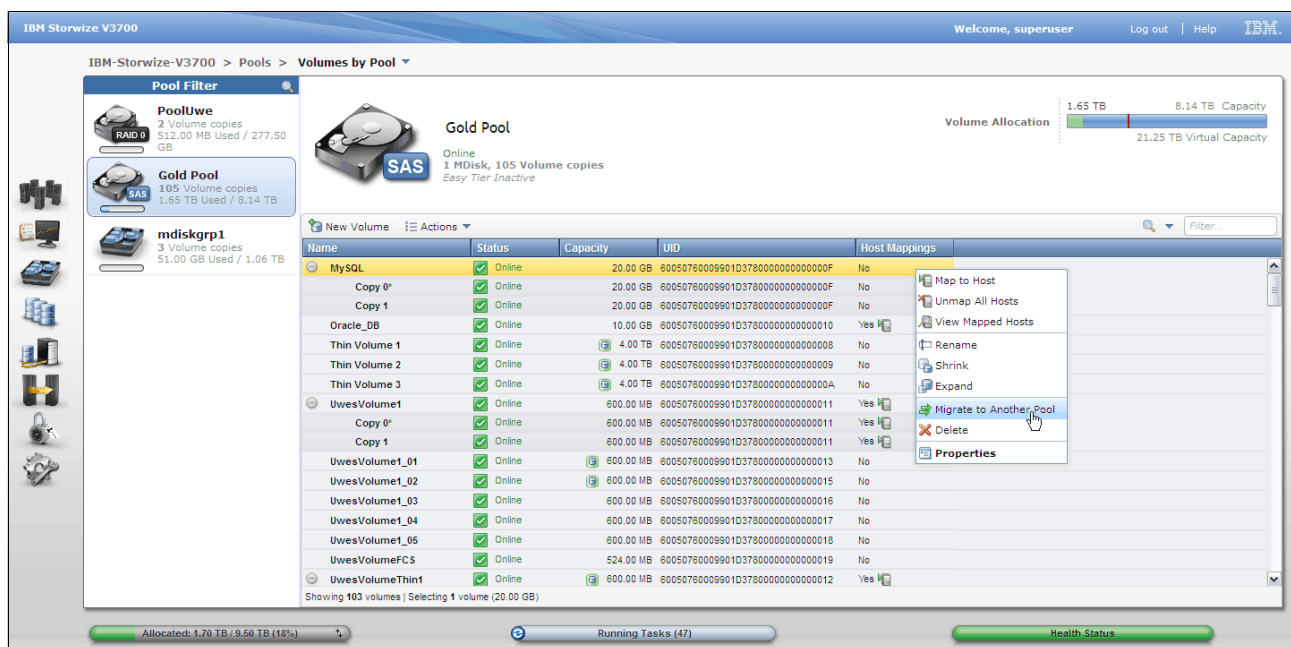 IBM Storwize V3700
Welcome, superuser
Log out | Help
IBM.
IBM-Storwize-V3700 > Pools > Volumes by Pool
Pool Filter
PoolUwe
2 Volume copies
512.00 MB Used / 277.50
GB
RAID 0
Gold Pool
105 Volume copies
1.65 TB Used / 8.14 TB
SAS
mdiskgrp1
3 Volume copies
51.00 GB Used / 1.06 TB
SAS
Gold Pool
Online
1 MDisk, 105 Volume copies
Easy Tier Inactive
Volume Allocation
1.65 TB
8.14 TB Capacity
21.25 TB Virtual Capacity
New Volume
Actions
Filter...
Name Status Capacity UID Host Mappings
MySQL Online 20.00 GB 60050760009901D3780000000000000F No
Copy 0* Online 20.00 GB 60050760009901D3780000000000000F No
Copy 1 Online 20.00 GB 60050760009901D3780000000000000F No
Oracle_DB Online 10.00 GB 60050760009901D37800000000000010 Yes
Thin Volume 1 Online 4.00 TB 60050760009901D37800000000000008 No
Thin Volume 2 Online 4.00 TB 60050760009901D37800000000000009 No
Thin Volume 3 Online 4.00 TB 60050760009901D3780000000000000A No
UwesVolume1 Online 600.00 MB 60050760009901D37800000000000011 Yes
Copy 0* Online 600.00 MB 60050760009901D37800000000000011 Yes
Copy 1 Online 600.00 MB 60050760009901D37800000000000011 Yes
UwesVolume1_01 Online 600.00 MB 60050760009901D37800000000000013 No
UwesVolume1_02 Online 600.00 MB 60050760009901D37800000000000015 No
UwesVolume1_03 Online 600.00 MB 60050760009901D37800000000000016 No
UwesVolume1_04 Online 600.00 MB 60050760009901D37800000000000017 No
UwesVolume1_05 Online 600.00 MB 60050760009901D37800000000000018 No
UwesVolumeFCS Online 524.00 MB 60050760009901D37800000000000019 No
UwesVolumeThin1 Online 600.00 MB 60050760009901D37800000000000012 Yes
Map to Host
Unmap All Hosts
View Mapped Hosts
Rename
Shrink
Expand
Migrate to Another Pool
Delete
Properties
Showing 103 volumes | Selecting 1 volume (20.00 GB)
Allocated: 1.70 TB / 9.50 TB (18%)
Running Tasks (47)
Health Status